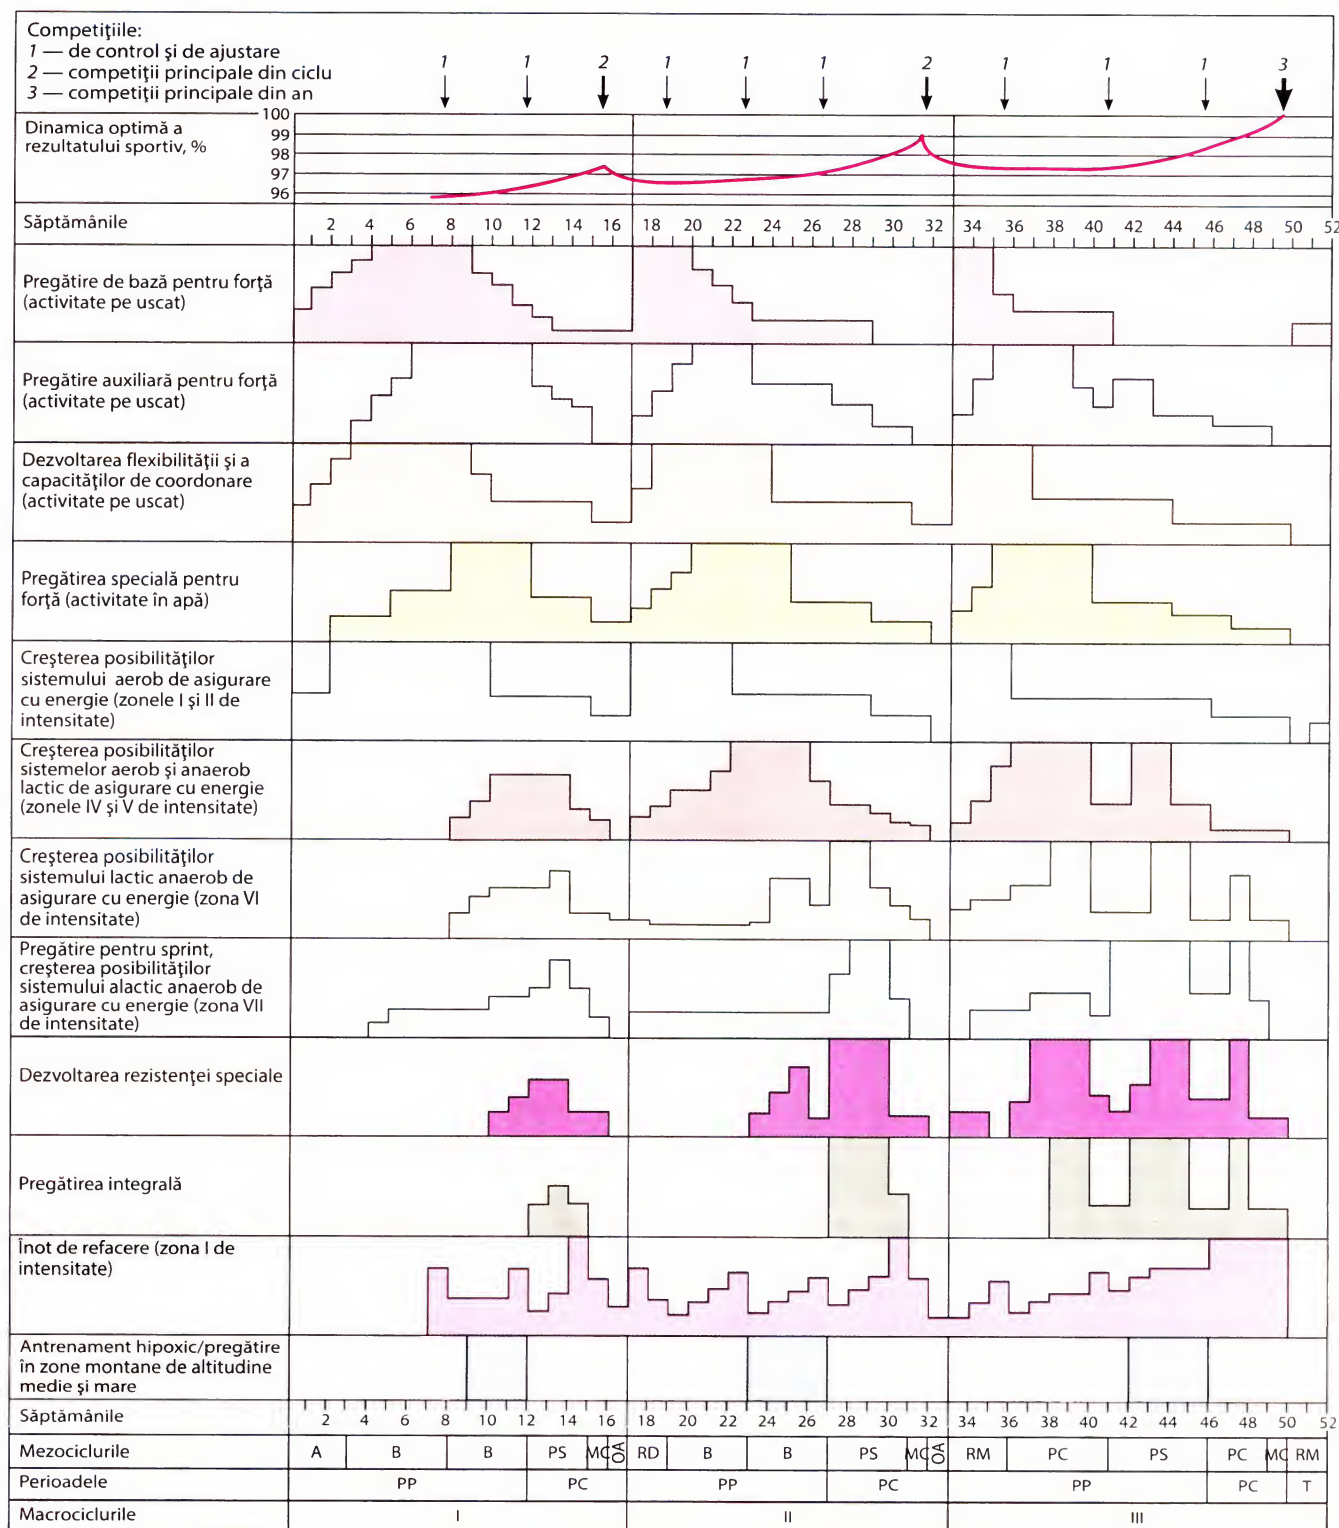 Competiţiile:
1 — de control şi de ajustare
2 — competiţii principale din ciclu
3 — competiţii principale din an
1 1 2 1 1 1 2 1 1 1 3
Dinamica optimă a
rezultatului sportiv, %
100
99
98
97
96
Săptămânile
2 4 6 8 10 12 14 16 18 20 22 24 26 28 30 32 34 36 38 40 42 44 46 48 50 52
Pregătire de bază pentru forţă
(activitate pe uscat)
Pregătire auxiliară pentru forţă
(activitate pe uscat)
Dezvoltarea flexibilităţii şi a
capacităţilor de coordonare
(activitate pe uscat)
Pregătirea specială pentru
forţă (activitate în apă)
Creşterea posibilităţilor
sistemului aerob de asigurare
cu energie (zonele I şi II de
intensitate)
Creşterea posibilităţilor
sistemelor aerob şi anaerob
lactic de asigurare cu energie
(zonele IV şi V de intensitate)
Creşterea posibilităţilor
sistemului lactic anaerob de
asigurare cu energie (zona VI
de intensitate)
Pregătire pentru sprint,
creşterea posibilităţilor
sistemului alactic anaerob de
asigurare cu energie (zona VII
de intensitate)
Dezvoltarea rezistenţei speciale
Pregătirea integrală
Înot de refacere (zona I de
intensitate)
Antrenament hipoxic/pregătire
în zone montane de altitudine
medie şi mare
Săptămânile
2 4 6 8 10 12 14 16 18 20 22 24 26 28 30 32 34 36 38 40 42 44 46 48 50 52
Mezociclurile
A B B PS MC OA RD B B PS MC OA RM PC PS PC MC RM
Perioadele
PP PC PP PC PP PC T
Macrociclurile
I II III